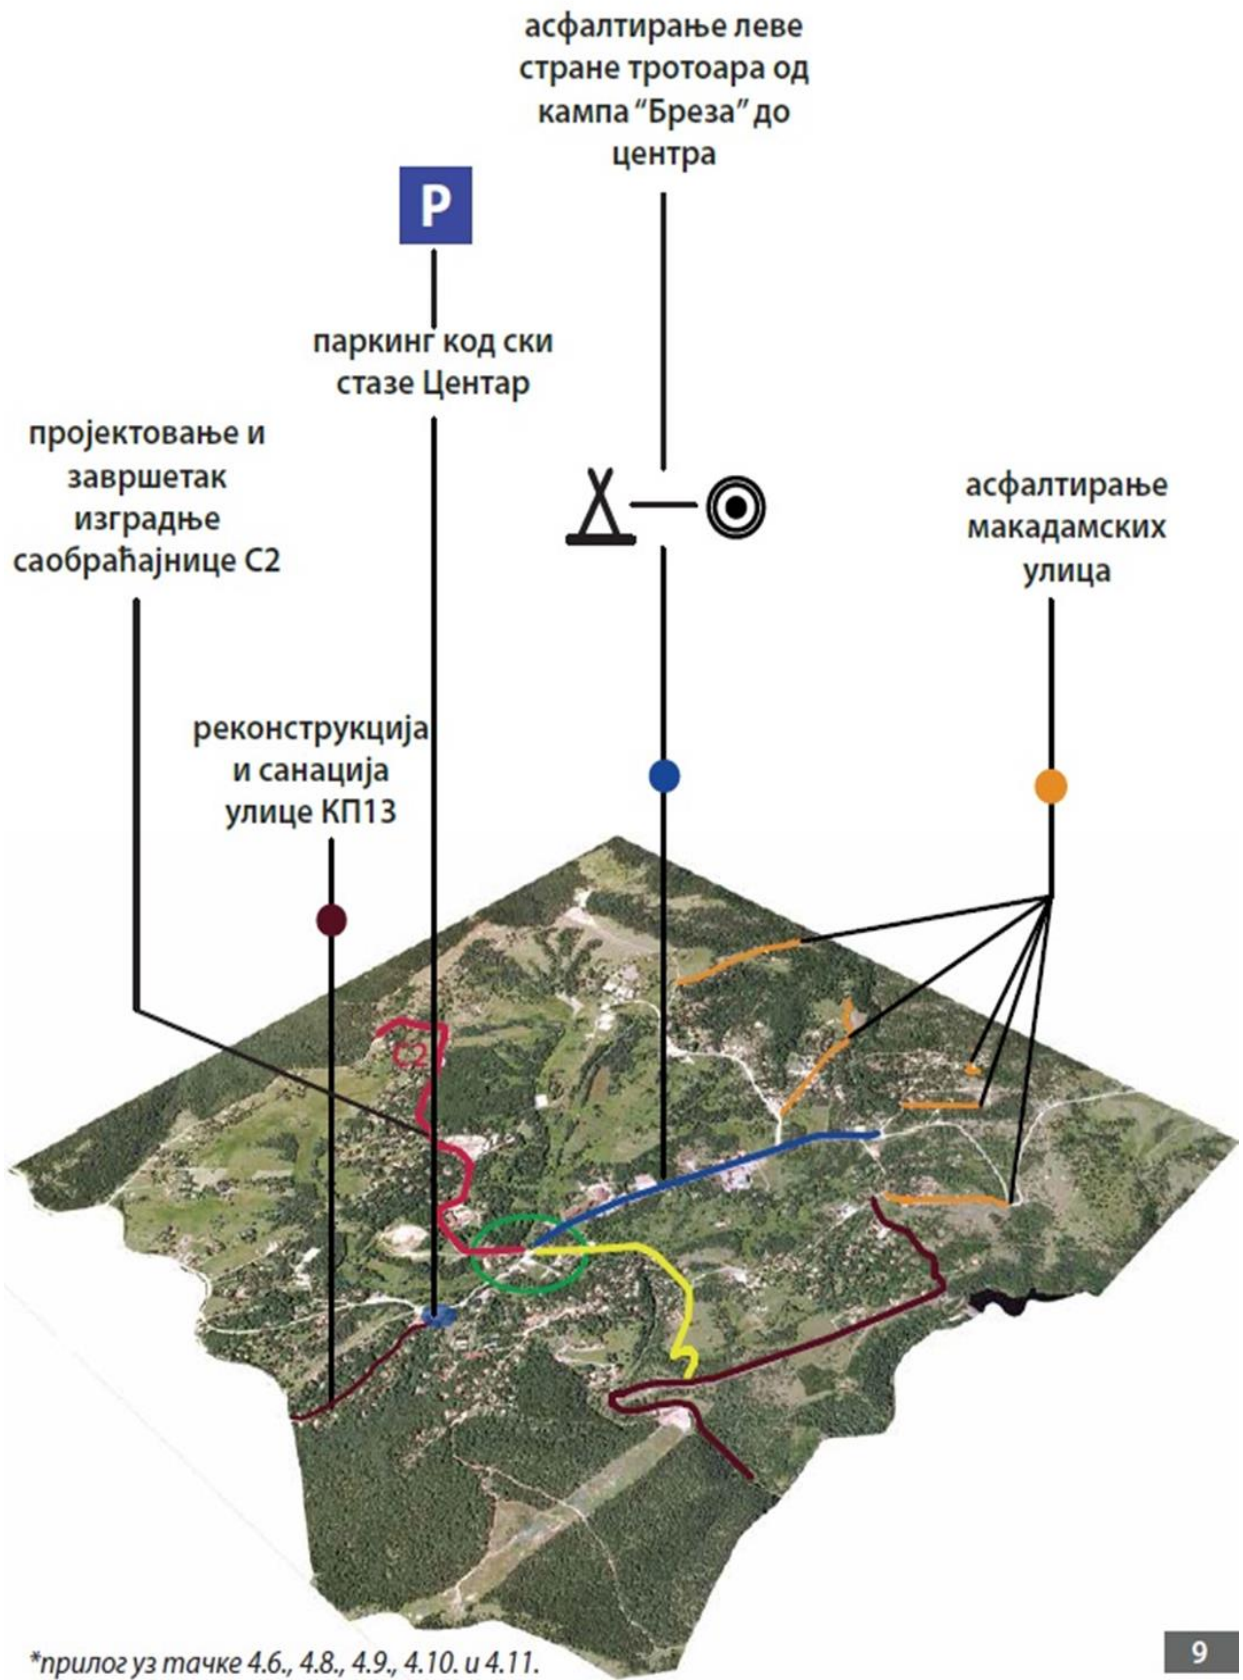 асфалтирање леве
стране тротоара од
кампа “Бреза” до
центра
P
паркинг код ски
стазе Центар
пројектовање и
завршетак
изградње
саобраћајнице С2
асфалтирање
макадамских
улица
реконструкција
и санација
улице КП13
С2
*прилог уз тачке 4.6., 4.8., 4.9., 4.10. и 4.11.
9